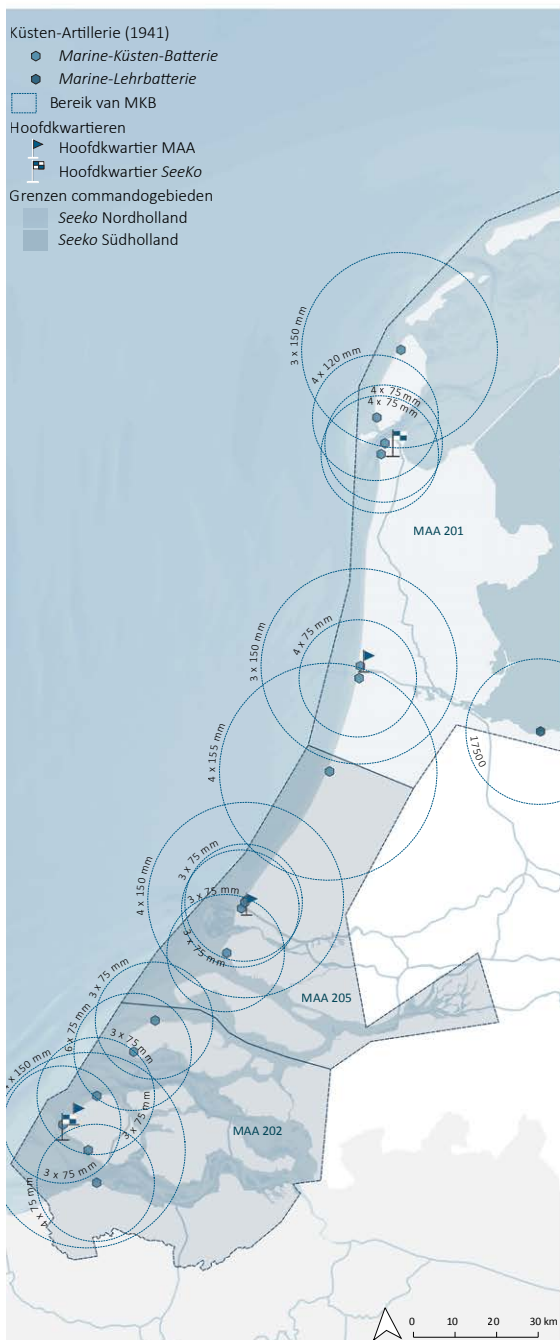 Küsten-Artillerie (1941)
Marine-Küsten-Batterie
Marine-Lehrbatterie
Bereik van MKB
Hoofdkwartieren
Hoofdkwartier MAA
Hoofdkwartier SeeKo
Grenzen commandogebieden
Seeko Nordholland
Seeko Südholland
3 x 150 mm
4 x 120 mm
4 x 75 mm
4 x 75 mm
MAA 201
3 x 150 mm
4 x 75 mm
4 x 155 mm
17500
4 x 150 mm
3 x 75 mm
3 x 75 mm
3 x 75 mm
MAA 205
3 x 75 mm
6 x 75 mm
3 x 75 mm
x 150 mm
3 x 75 mm
MAA 202
3 x 75 mm
4 x 75 mm
0 10 20 30 km